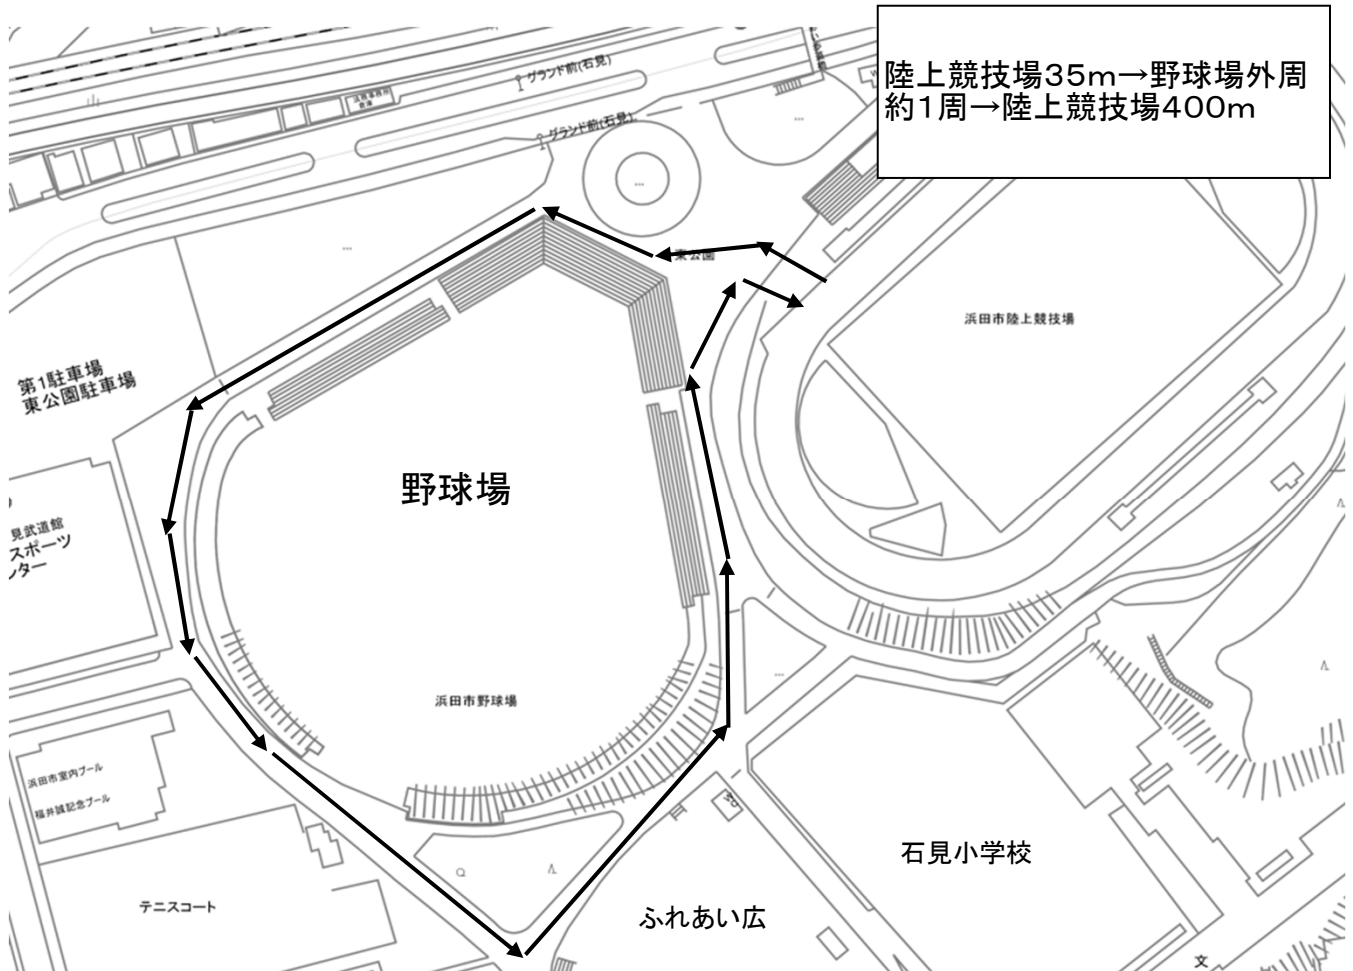 陸上競技場35m→野球場外周
約1周→陸上競技場400m
グランド前(石見)
グランド前(石見)
東公園
浜田市陸上競技場
第1駐車場
東公園駐車場
野球場
見武道館
スポーツ
ンター
浜田市野球場
浜田市室内プール
福井誠記念プール
石見小学校
テニスコート
ふれあい広
文